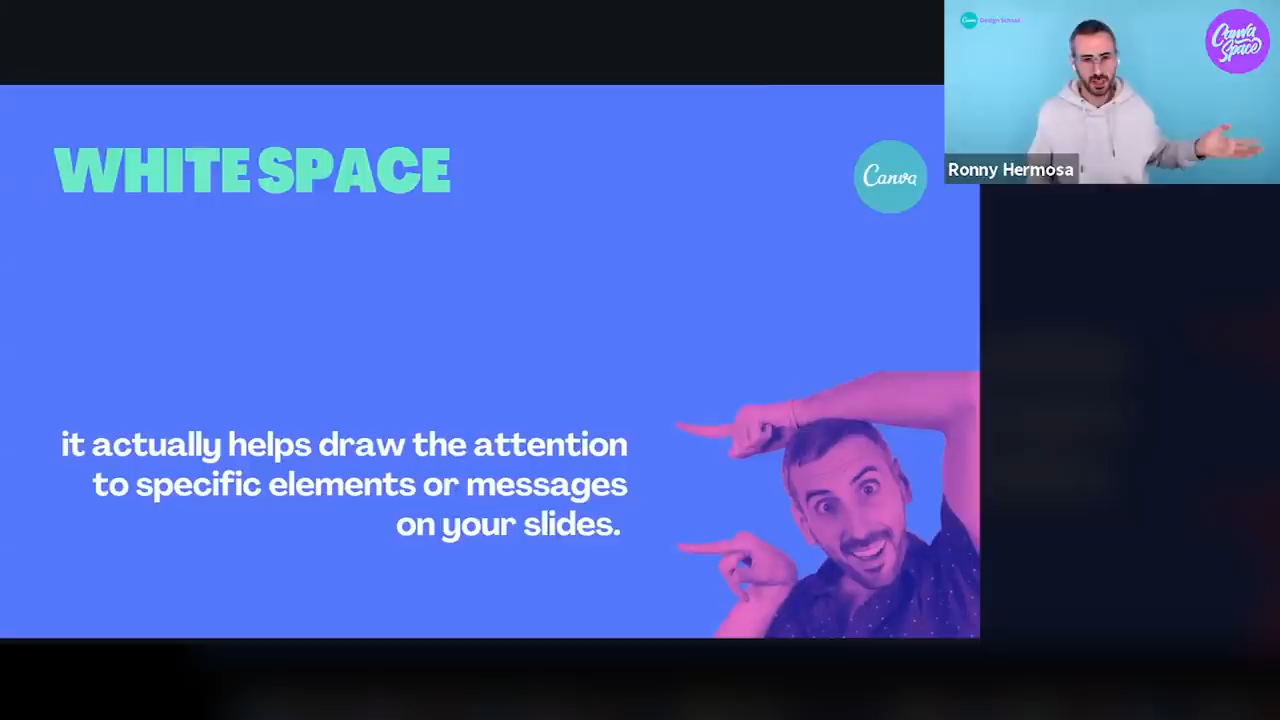 Canva Design School
Canva
Space
Ronny Hermosa
WHITE SPACE
Canva
it actually helps draw the attention
to specific elements or messages
on your slides.